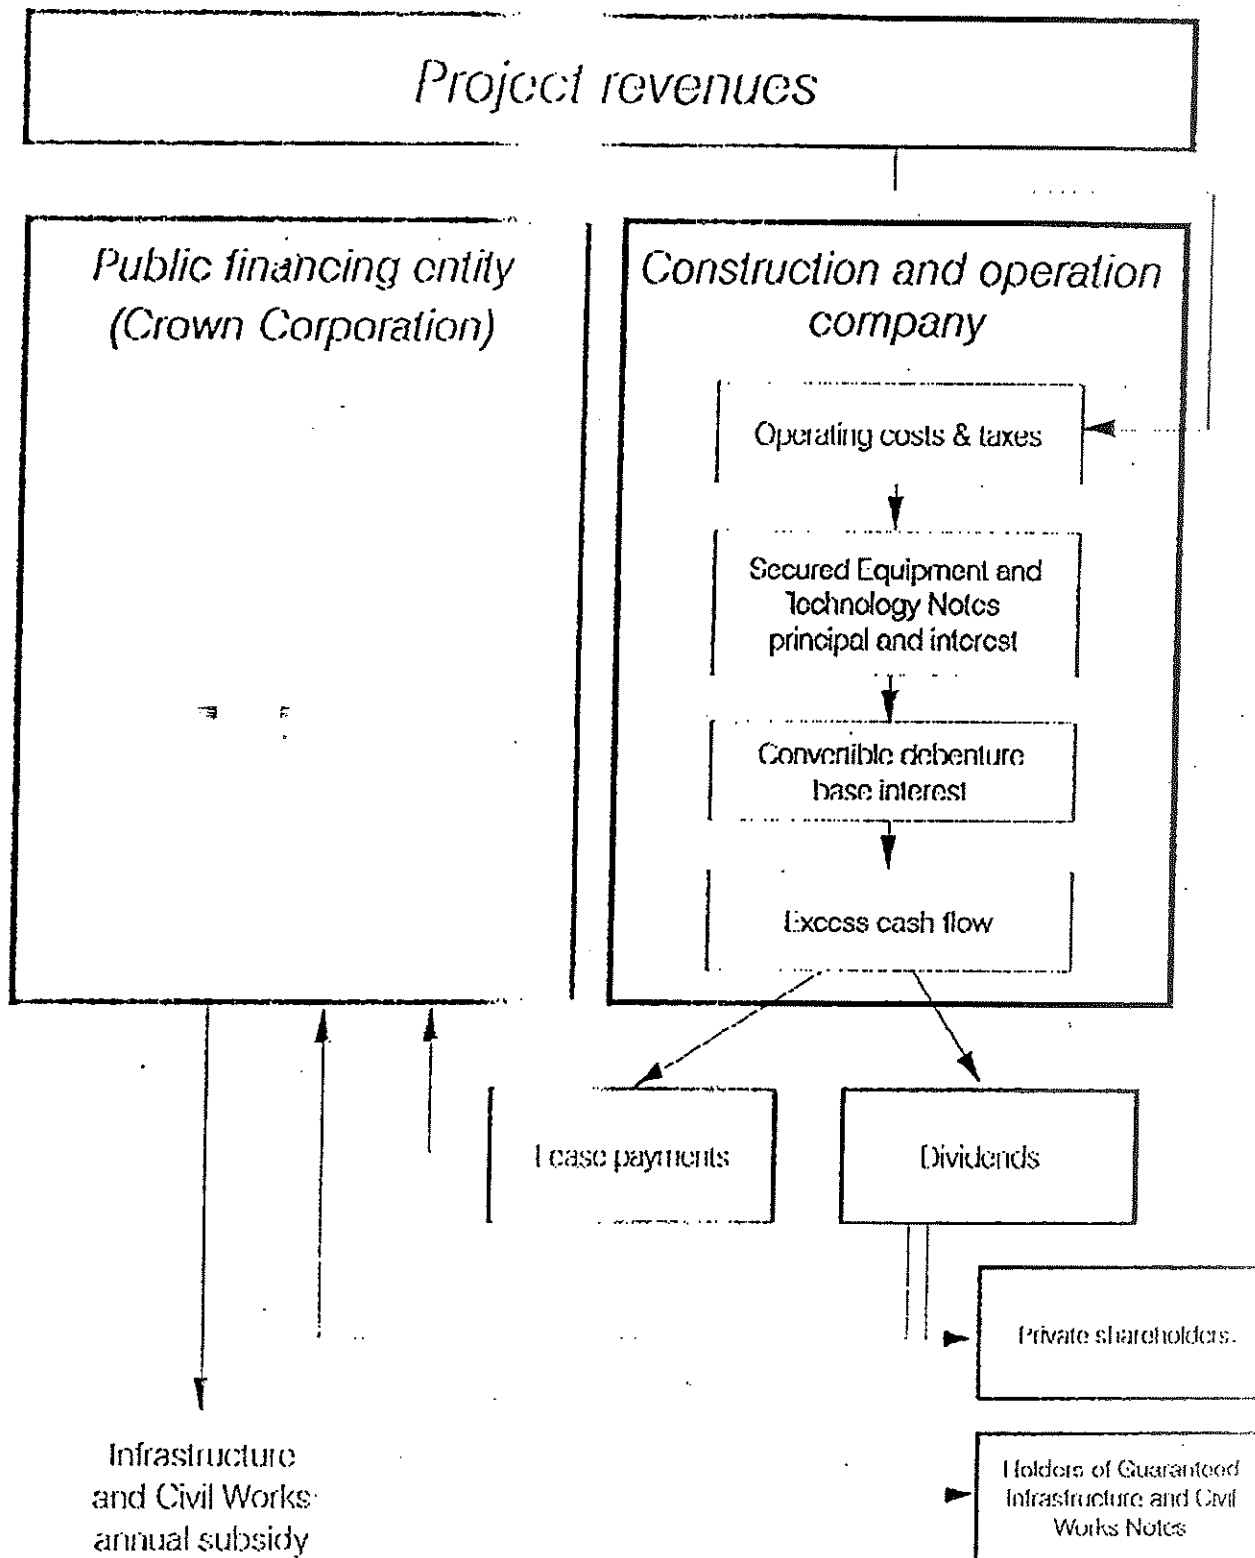 Project revenues
Public financing entity
(Crown Corporation)
Construction and operation
company
Operating costs & taxes
Secured Equipment and
Technology Notes
principal and interest
Convertible debenture
base interest
Excess cash flow
Lease payments
Dividends
Private shareholders
Infrastructure
and Civil Works
annual subsidy
Holders of Guaranteed
Infrastructure and Civil
Works Notes